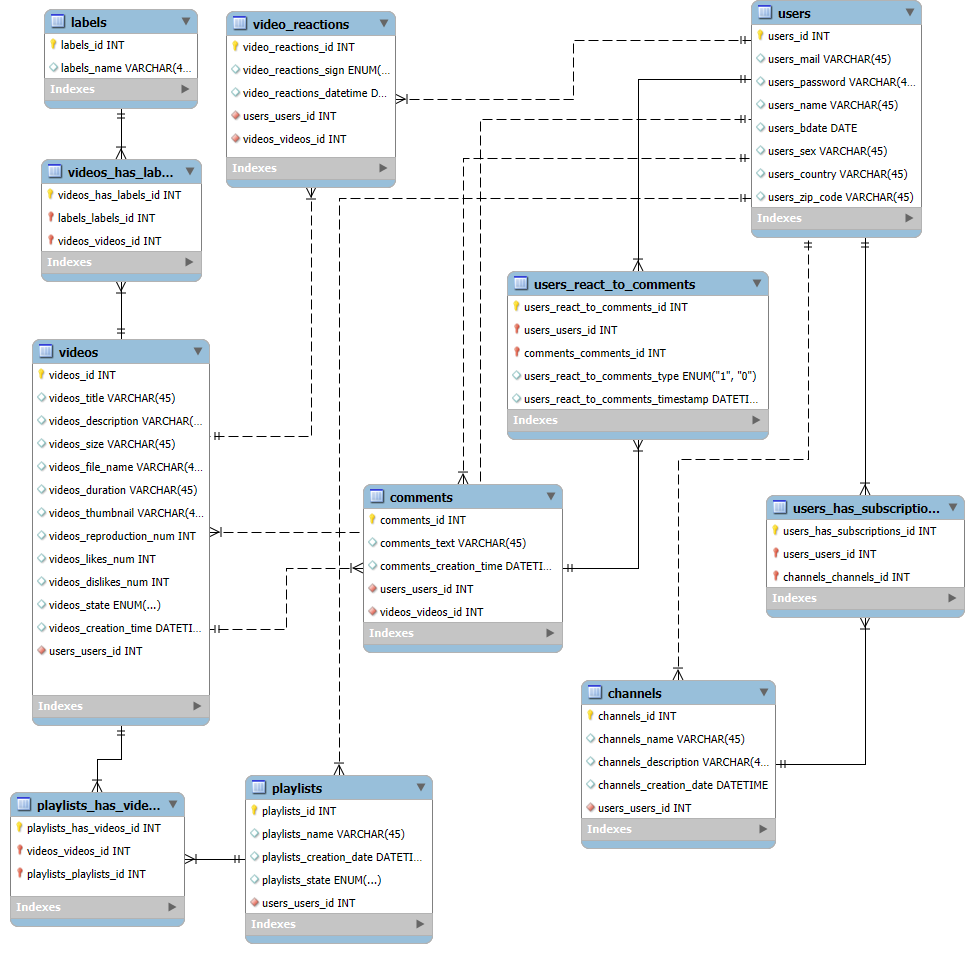 labels
labels_id INT
labels_name VARCHAR(4...
Indexes
video_reactions
video_reactions_id INT
video_reactions_sign ENUM(...
video_reactions_datetime D...
users_users_id INT
videos_videos_id INT
Indexes
users
users_id INT
users_mail VARCHAR(45)
users_password VARCHAR(4...
users_name VARCHAR(45)
users_bdate DATE
users_sex VARCHAR(45)
users_country VARCHAR(45)
users_zip_code VARCHAR(45)
Indexes
videos_has_lab...
videos_has_labels_id INT
labels_labels_id INT
videos_videos_id INT
Indexes
users_react_to_comments
users_react_to_comments_id INT
users_users_id INT
comments_comments_id INT
users_react_to_comments_type ENUM("1", "0")
users_react_to_comments_timestamp DATETI...
Indexes
videos
videos_id INT
videos_title VARCHAR(45)
videos_description VARCHAR(...
videos_size VARCHAR(45)
videos_file_name VARCHAR(4...
videos_duration VARCHAR(45)
videos_thumbnail VARCHAR(4...
videos_reproduction_num INT
videos_likes_num INT
videos_dislikes_num INT
videos_state ENUM(...)
videos_creation_time DATETI...
users_users_id INT
Indexes
comments
comments_id INT
comments_text VARCHAR(45)
comments_creation_time DATETI...
users_users_id INT
videos_videos_id INT
Indexes
users_has_subscriptio...
users_has_subscriptions_id INT
users_users_id INT
channels_channels_id INT
Indexes
channels
channels_id INT
channels_name VARCHAR(45)
channels_description VARCHAR(4...
channels_creation_date DATETIME
users_users_id INT
Indexes
playlists_has_vide...
playlists_has_videos_id INT
videos_videos_id INT
playlists_playlists_id INT
Indexes
playlists
playlists_id INT
playlists_name VARCHAR(45)
playlists_creation_date DATETI...
playlists_state ENUM(...)
users_users_id INT
Indexes